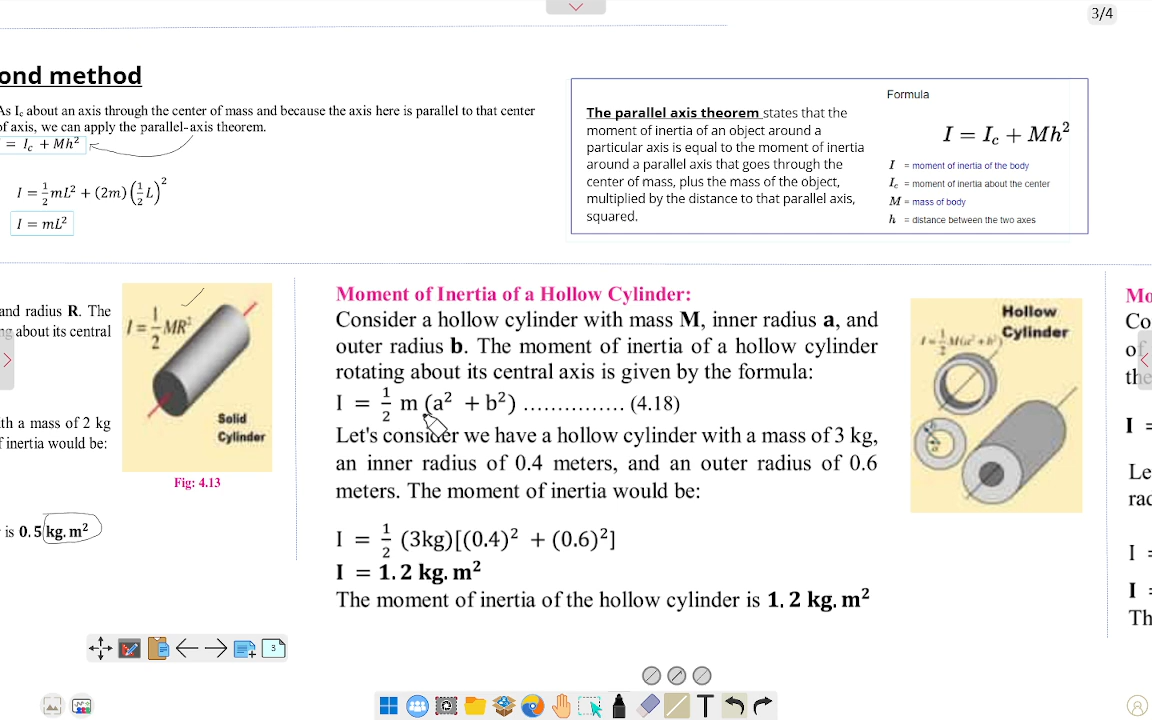 3/4
ond method
As Ic about an axis through the center of mass and because the axis here is parallel to that center
of axis, we can apply the parallel-axis theorem.
= Ic + Mh²
I = 1/2 mL² + (2m)(1/2 L)²
I = mL²
The parallel axis theorem states that the
moment of inertia of an object around a
particular axis is equal to the moment of inertia
around a parallel axis that goes through the
center of mass, plus the mass of the object,
multiplied by the distance to that parallel axis,
squared.
Formula
I = Ic + Mh²
I = moment of inertia of the body
Ic = moment of inertia about the center
M = mass of body
h = distance between the two axes
and radius R. The
ng about its central
ith a mass of 2 kg
f inertia would be:
is 0.5 kg.m²
I = 1/2 MR²
Solid
Cylinder
Fig: 4.13
Moment of Inertia of a Hollow Cylinder:
Consider a hollow cylinder with mass M, inner radius a, and
outer radius b. The moment of inertia of a hollow cylinder
rotating about its central axis is given by the formula:
I = 1/2 m (a² + b²) …………… (4.18)
Let's consider we have a hollow cylinder with a mass of 3 kg,
an inner radius of 0.4 meters, and an outer radius of 0.6
meters. The moment of inertia would be:
I = 1/2 (3kg)[(0.4)² + (0.6)²]
I = 1.2 kg.m²
The moment of inertia of the hollow cylinder is 1.2 kg.m²
Hollow
Cylinder
I = 1/2 M(a² + b²)
Mo
Co
of
the
I =
Le
rad
I =
I =
Th
3
T